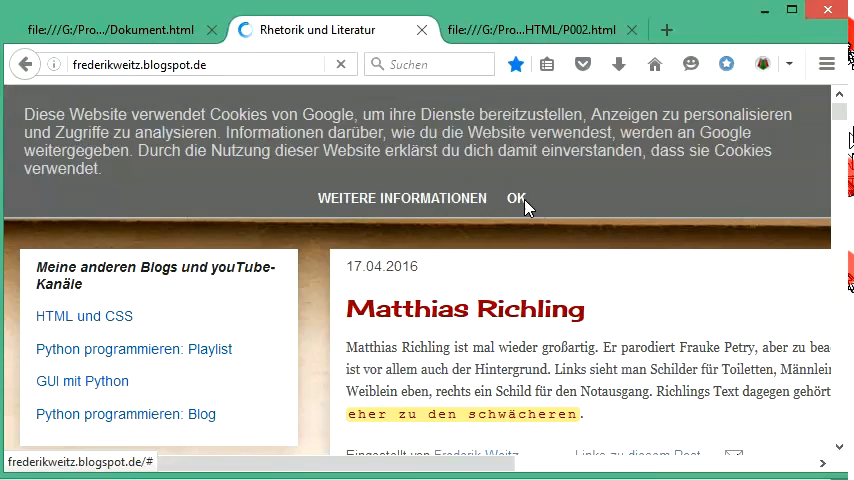 file:///G:/Pro.../Dokument.html
Rhetorik und Literatur
file:///G:/Pro...HTML/P002.html
frederikweitz.blogspot.de
Suchen
Diese Website verwendet Cookies von Google, um ihre Dienste bereitzustellen, Anzeigen zu personalisieren
und Zugriffe zu analysieren. Informationen darüber, wie du die Website verwendest, werden an Google
weitergegeben. Durch die Nutzung dieser Website erklärst du dich damit einverstanden, dass sie Cookies
verwendet.
WEITERE INFORMATIONEN OK
Meine anderen Blogs und youTube-
Kanäle
HTML und CSS
Python programmieren: Playlist
GUI mit Python
Python programmieren: Blog
17.04.2016
Matthias Richling
Matthias Richling ist mal wieder großartig. Er parodiert Frauke Petry, aber zu
ist vor allem auch der Hintergrund. Links sieht man Schilder für Toiletten, Männlein
Weiblein eben, rechts ein Schild für den Notausgang. Richlings Text dagegen gehört
eher zu den schwächeren.
Eingestellt von Frederik Weitz Links zu diesem Post
frederikweitz.blogspot.de/#